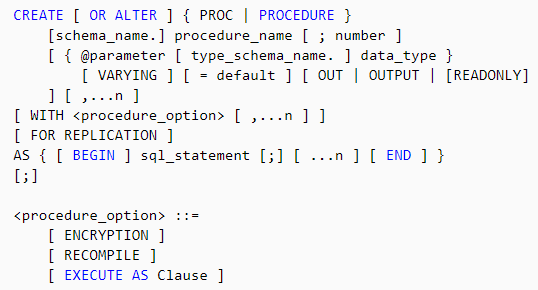 CREATE [ OR ALTER ] { PROC | PROCEDURE }
    [schema_name.] procedure_name [ ; number ]
    [ { @parameter [ type_schema_name. ] data_type }
        [ VARYING ] [ = default ] [ OUT | OUTPUT | [READONLY]
    ] [ ,...n ]
[ WITH <procedure_option> [ ,...n ] ]
[ FOR REPLICATION ]
AS { [ BEGIN ] sql_statement [;] [ ...n ] [ END ] }
[;]

<procedure_option> ::=
    [ ENCRYPTION ]
    [ RECOMPILE ]
    [ EXECUTE AS Clause ]